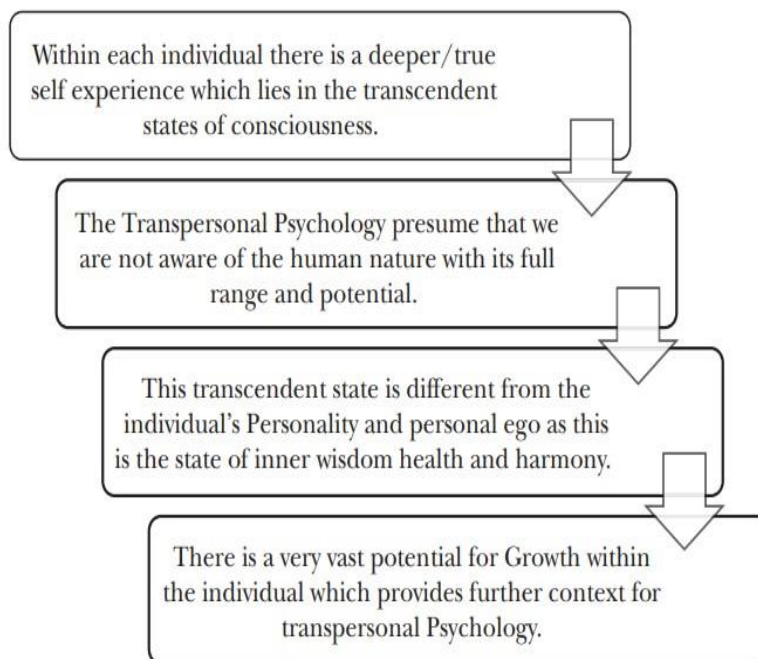 Within each individual there is a deeper/true
self experience which lies in the transcendent
states of consciousness.
The Transpersonal Psychology presume that we
are not aware of the human nature with its full
range and potential.
This transcendent state is different from the
individual's Personality and personal ego as this
is the state of inner wisdom health and harmony.
There is a very vast potential for Growth within
the individual which provides further context for
transpersonal Psychology.